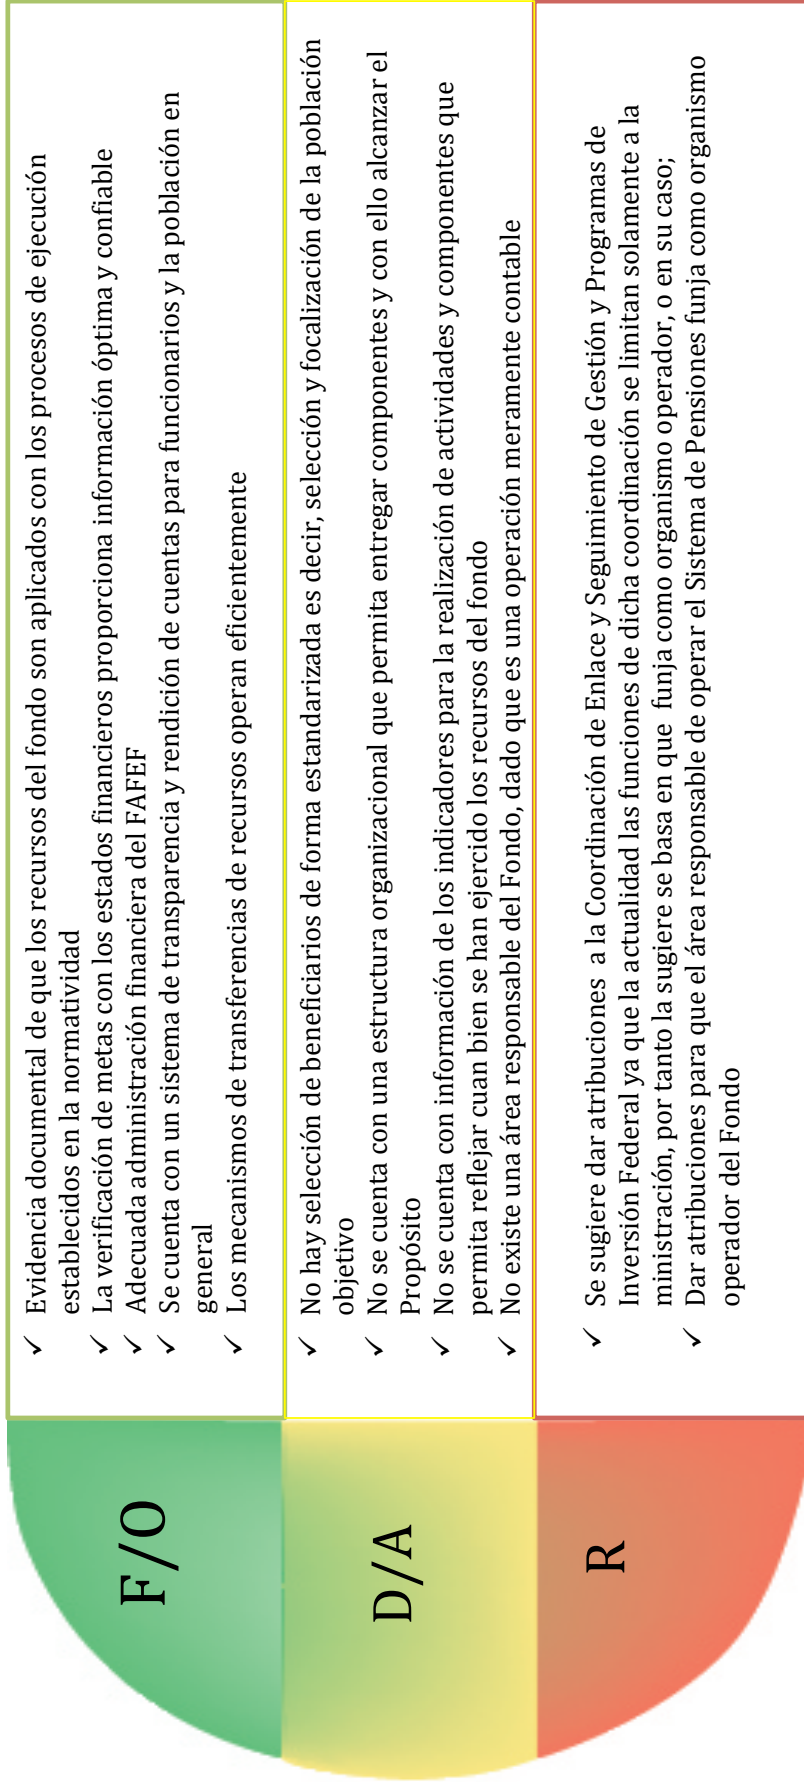 F/O
✓ Evidencia documental de que los recursos del fondo son aplicados con los procesos de ejecución
establecidos en la normatividad
✓ La verificación de metas con los estados financieros proporciona información óptima y confiable
✓ Adecuada administración financiera del FAFEF
✓ Se cuenta con un sistema de transparencia y rendición de cuentas para funcionarios y la población en
general
✓ Los mecanismos de transferencias de recursos operan eficientemente
D/A
✓ No hay selección de beneficiarios de forma estandarizada es decir, selección y focalización de la población
objetivo
✓ No se cuenta con una estructura organizacional que permita entregar componentes y con ello alcanzar el
Propósito
✓ No se cuenta con información de los indicadores para la realización de actividades y componentes que
permita reflejar cuan bien se han ejercido los recursos del fondo
✓ No existe una área responsable del Fondo, dado que es una operación meramente contable
R
✓ Se sugiere dar atribuciones a la Coordinación de Enlace y Seguimiento de Gestión y Programas de
Inversión Federal ya que la actualidad las funciones de dicha coordinación se limitan solamente a la
ministración, por tanto la sugiere se basa en que funja como organismo operador, o en su caso;
✓ Dar atribuciones para que el área responsable de operar el Sistema de Pensiones funja como organismo
operador del Fondo